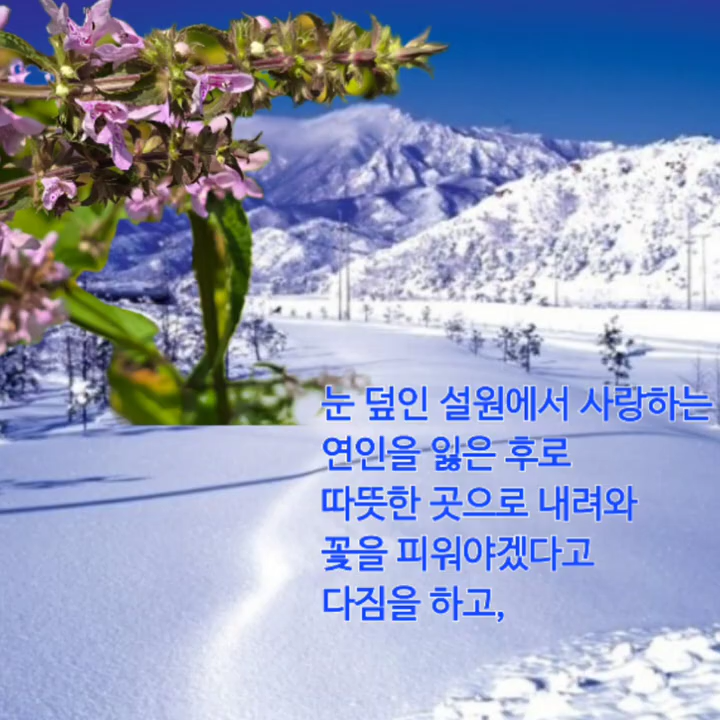 눈 덮인 설원에서 사랑하는
연인을 잃은 후로
따뜻한 곳으로 내려와
꽃을 피워야겠다고
다짐을 하고,